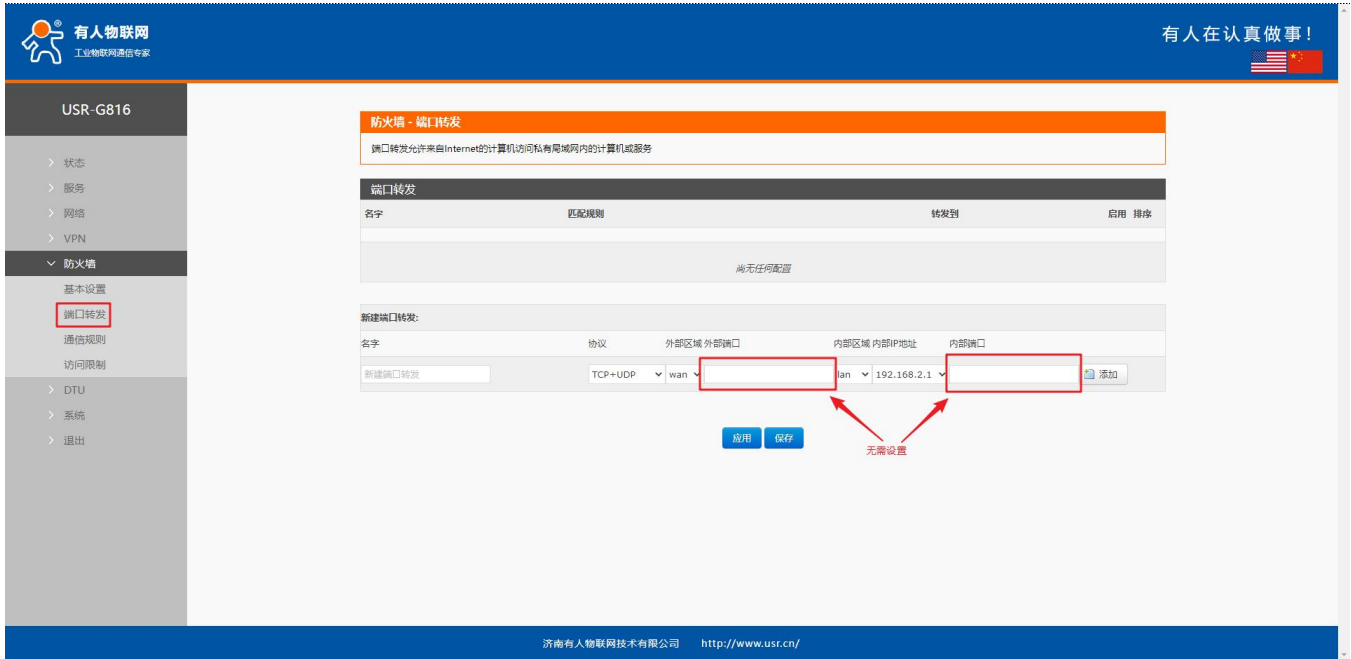 有人物联网
工业物联网通信专家
有人在认真做事!
USR-G816
状态
服务
网络
VPN
防火墙
基本设置
端口转发
通信规则
访问限制
DTU
系统
退出
防火墙 - 端口转发
端口转发允许来自Internet的计算机访问私有局域网内的计算机或服务
端口转发
名字 匹配规则 转发到 启用 排序
尚无任何配置
新建端口转发:
名字 协议 外部区域 外部端口 内部区域 内部IP地址 内部端口
新建端口转发 TCP+UDP wan lan 192.168.2.1 添加
应用 保存
无需设置
济南有人物联网技术有限公司 http://www.usr.cn/